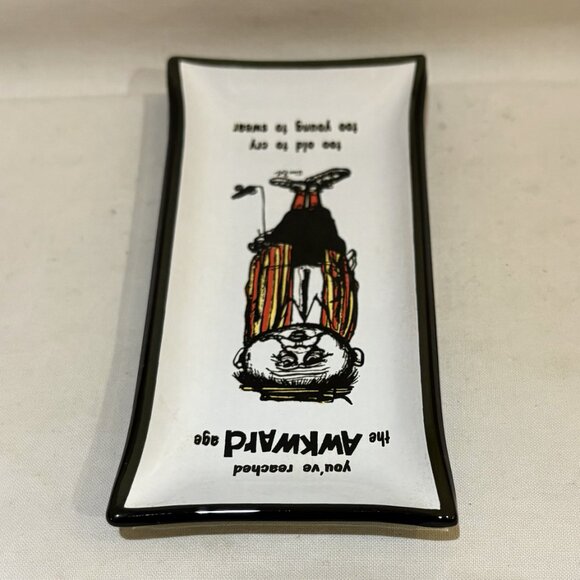 you've reached
the AWKWArD age
too old to cry
too young to swear